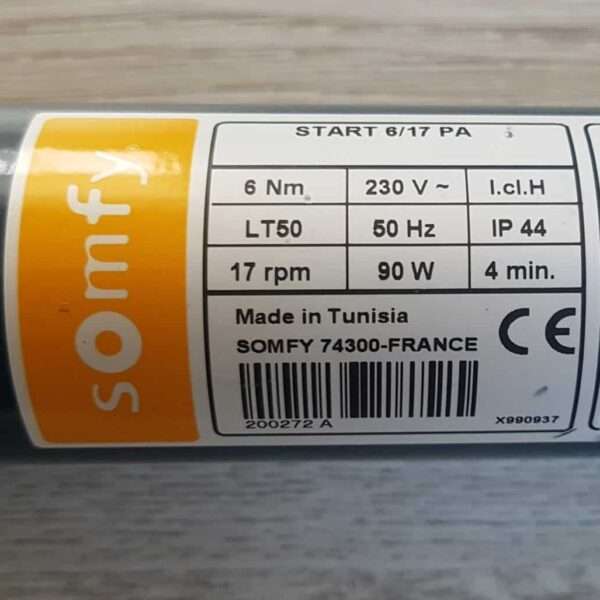 somfy
START 6/17 PA
6 Nm 230 V ~ I.cl.H
LT50 50 Hz IP 44
17 rpm 90 W 4 min.
Made in Tunisia
SOMFY 74300-FRANCE
CE
200272 A
X990937